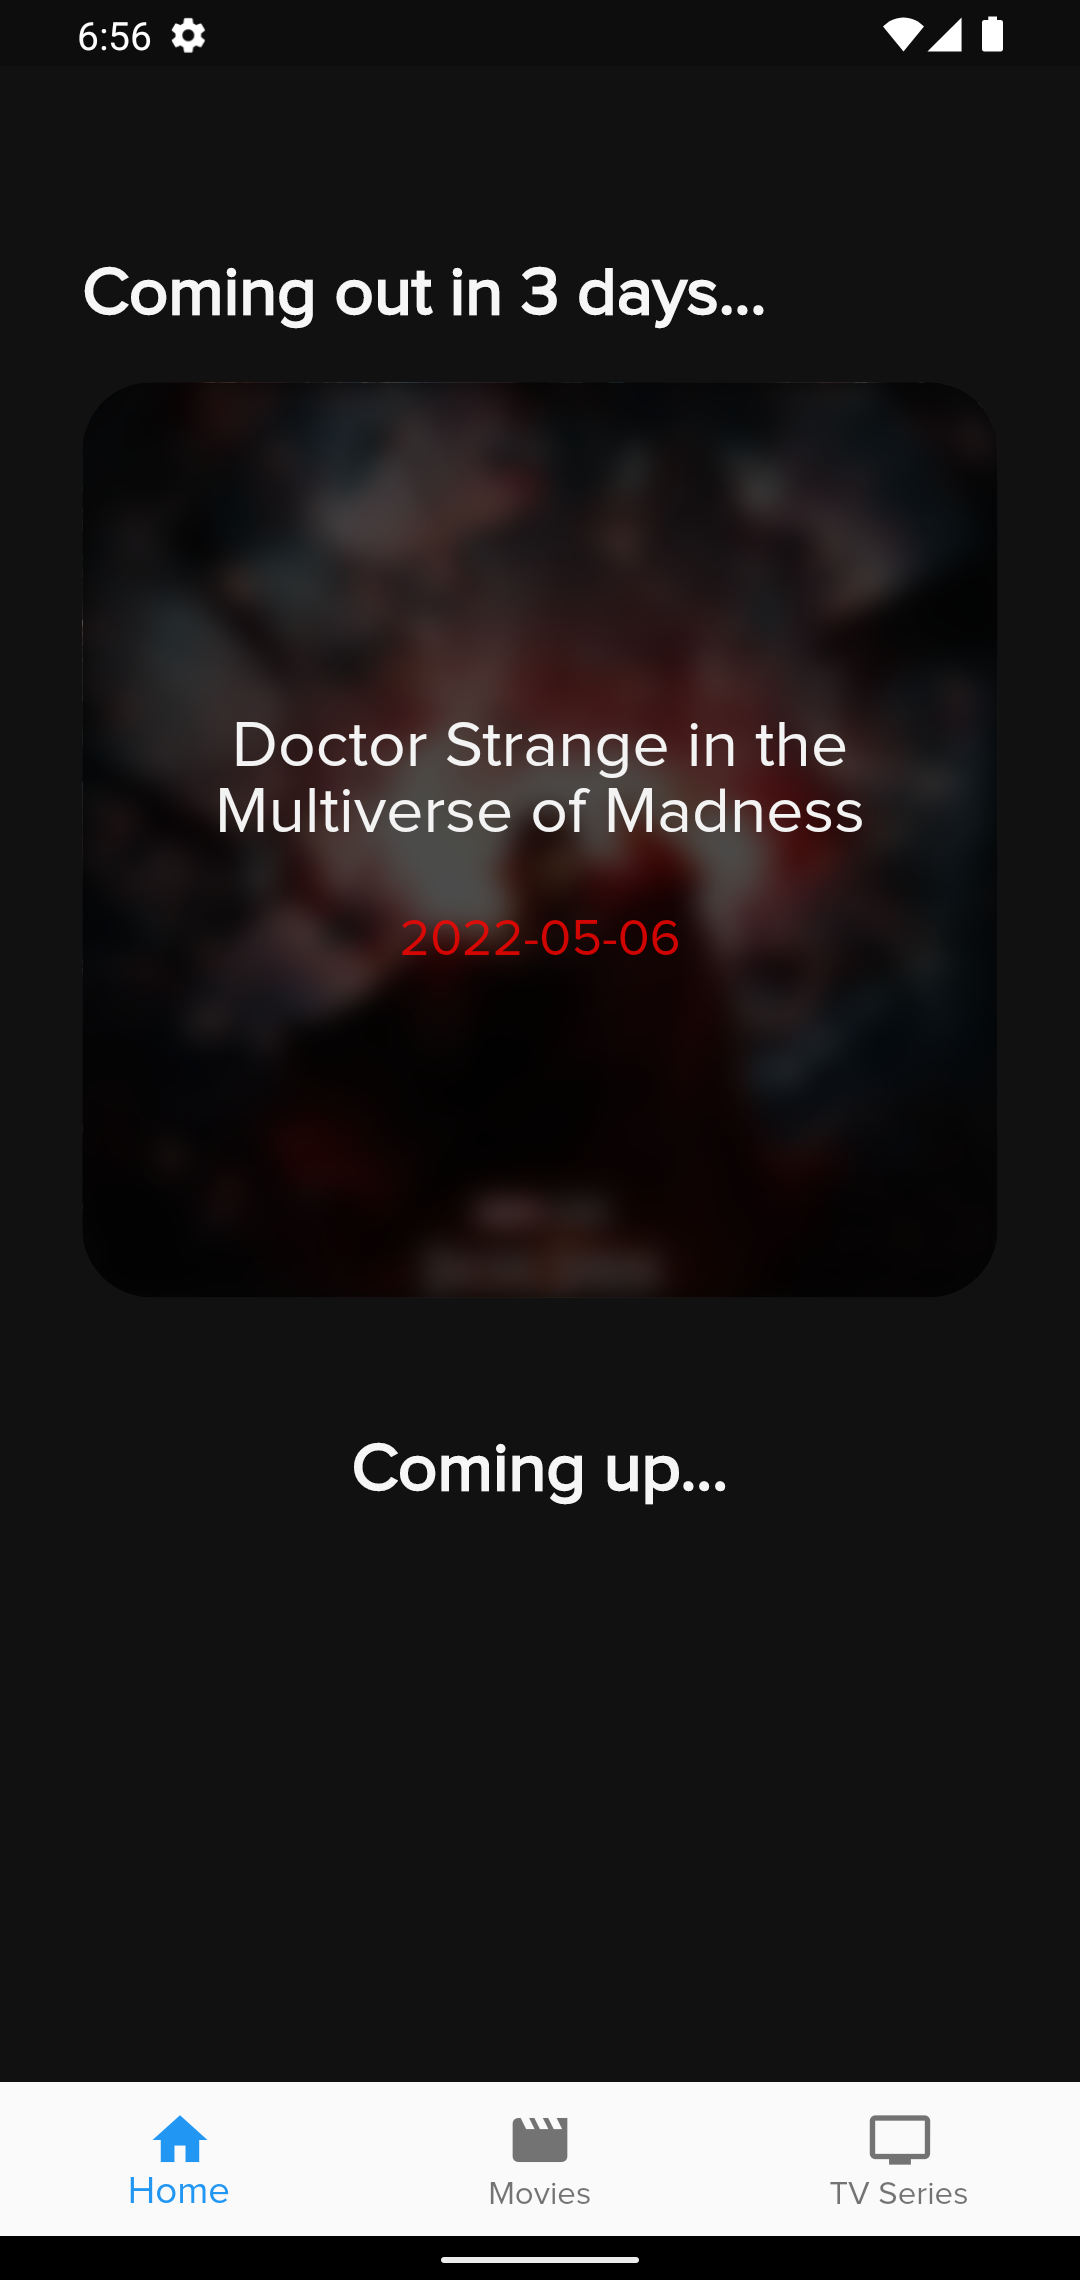 6:56
Coming out in 3 days...
Doctor Strange in the
Multiverse of Madness
2022-05-06
Coming up...
Home
Movies
TV Series